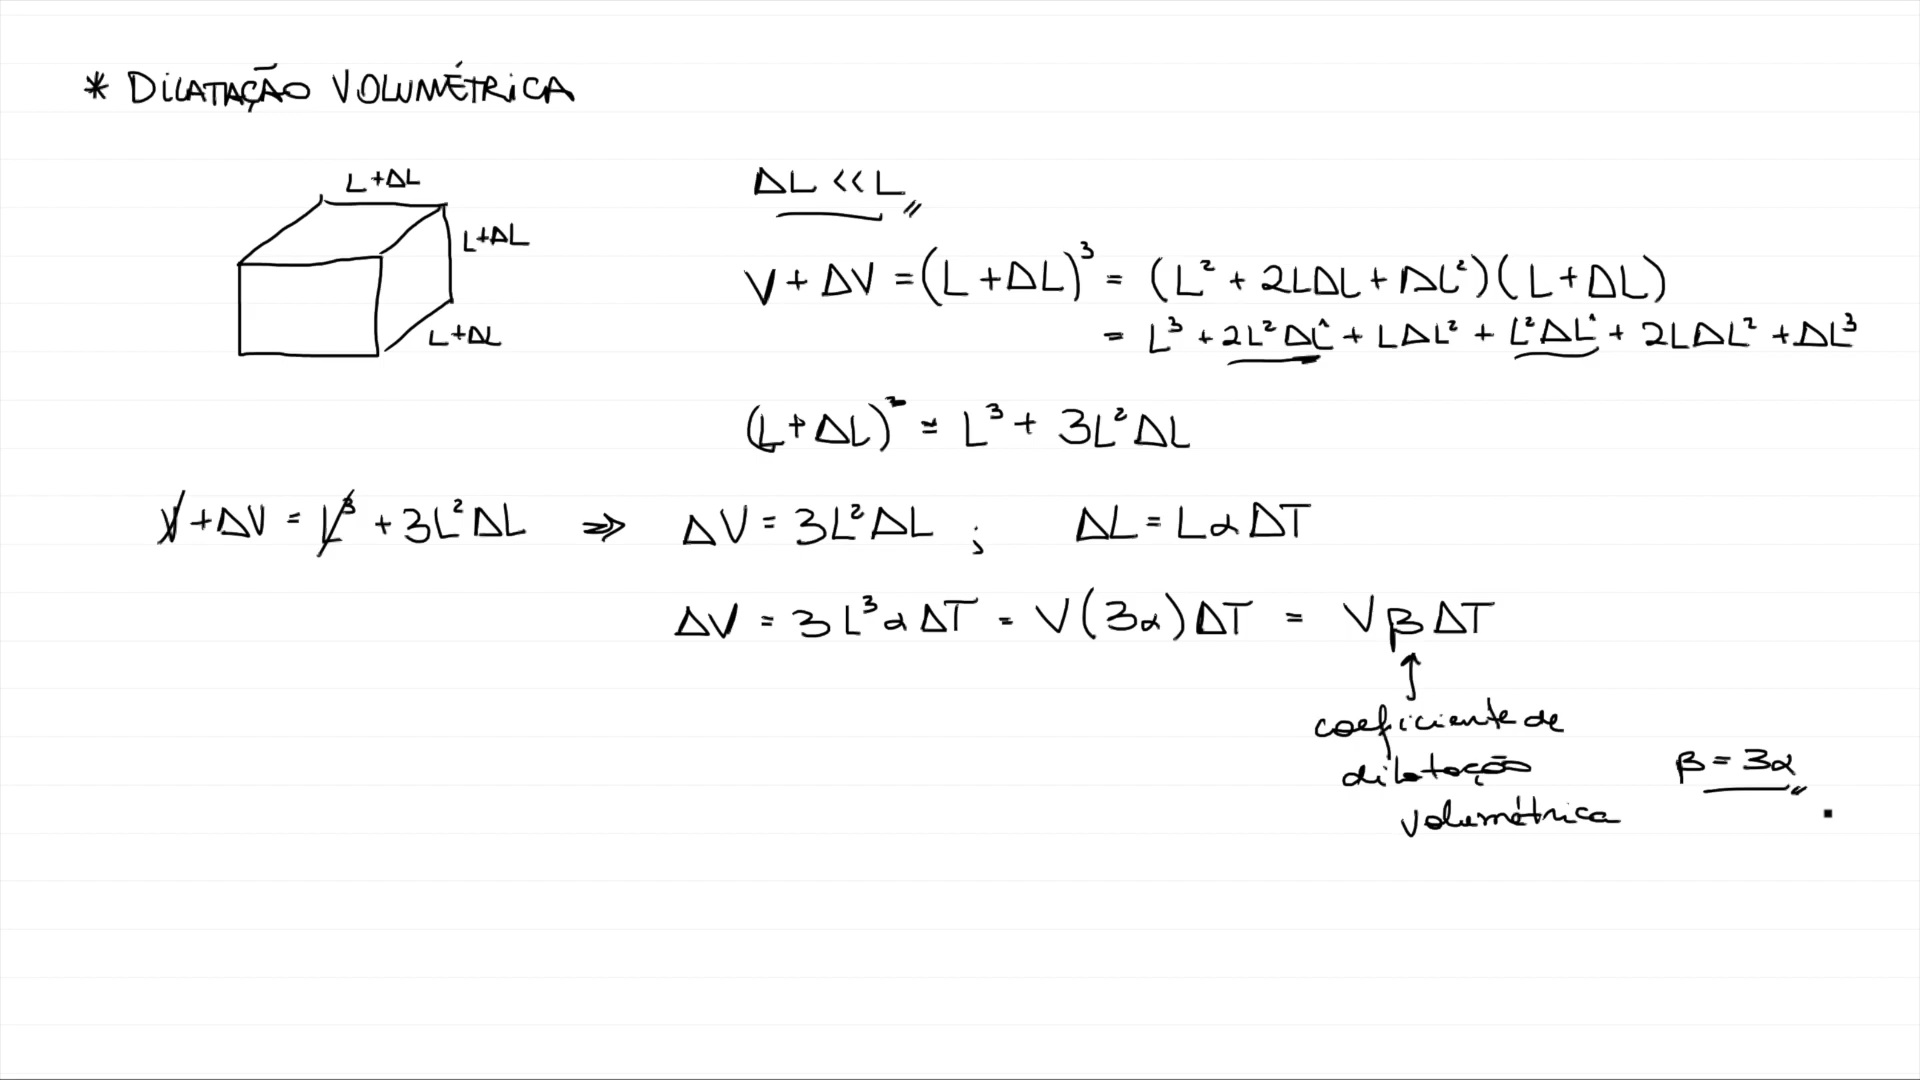 * DILATAÇÃO VOLUMÉTRICA
L+ΔL
L+ΔL
L+ΔL
ΔL << L
V + ΔV = (L + ΔL)³ = (L² + 2LΔL + ΔL²)(L + ΔL)
= L³ + 2L²ΔL¹ + LΔL² + L²ΔL¹ + 2LΔL² + ΔL³
(L + ΔL)³ ≃ L³ + 3L²ΔL
V + ΔV = L³ + 3L²ΔL ⇒ ΔV = 3L²ΔL ; ΔL = LαΔT
ΔV = 3L³αΔT = V(3α)ΔT = VβΔT
↑
coeficiente de
dilatação
volumétrica
β = 3α